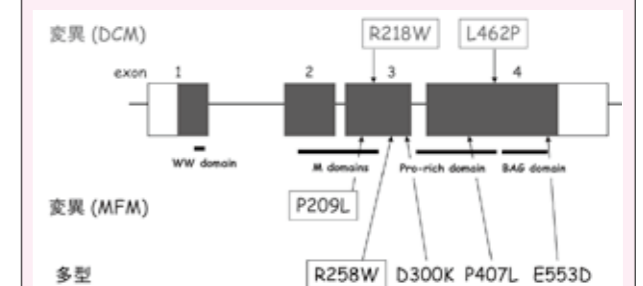 変異 (DCM) R218W L462P
exon 1 2 3 4
WW domain M domains Pro-rich domain BAG domain
変異 (MFM) P209L
多型 R258W D300K P407L E553D